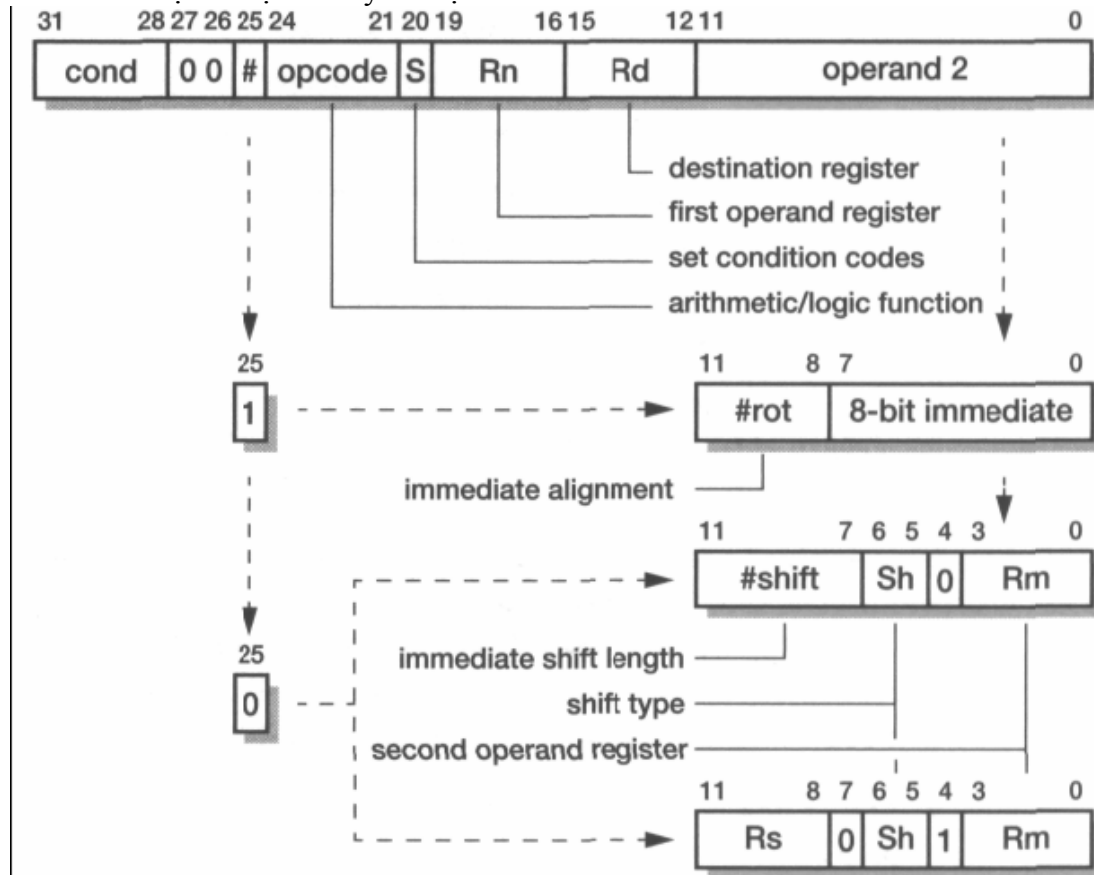 31 28 27 26 25 24 21 20 19 16 15 12 11 0
cond 0 0 # opcode S Rn Rd operand 2
destination register
first operand register
set condition codes
arithmetic/logic function
25
1
11 8 7 0
#rot 8-bit immediate
immediate alignment
11 7 6 5 4 3 0
#shift Sh 0 Rm
immediate shift length
25
0
shift type
second operand register
11 8 7 6 5 4 3 0
Rs 0 Sh 1 Rm